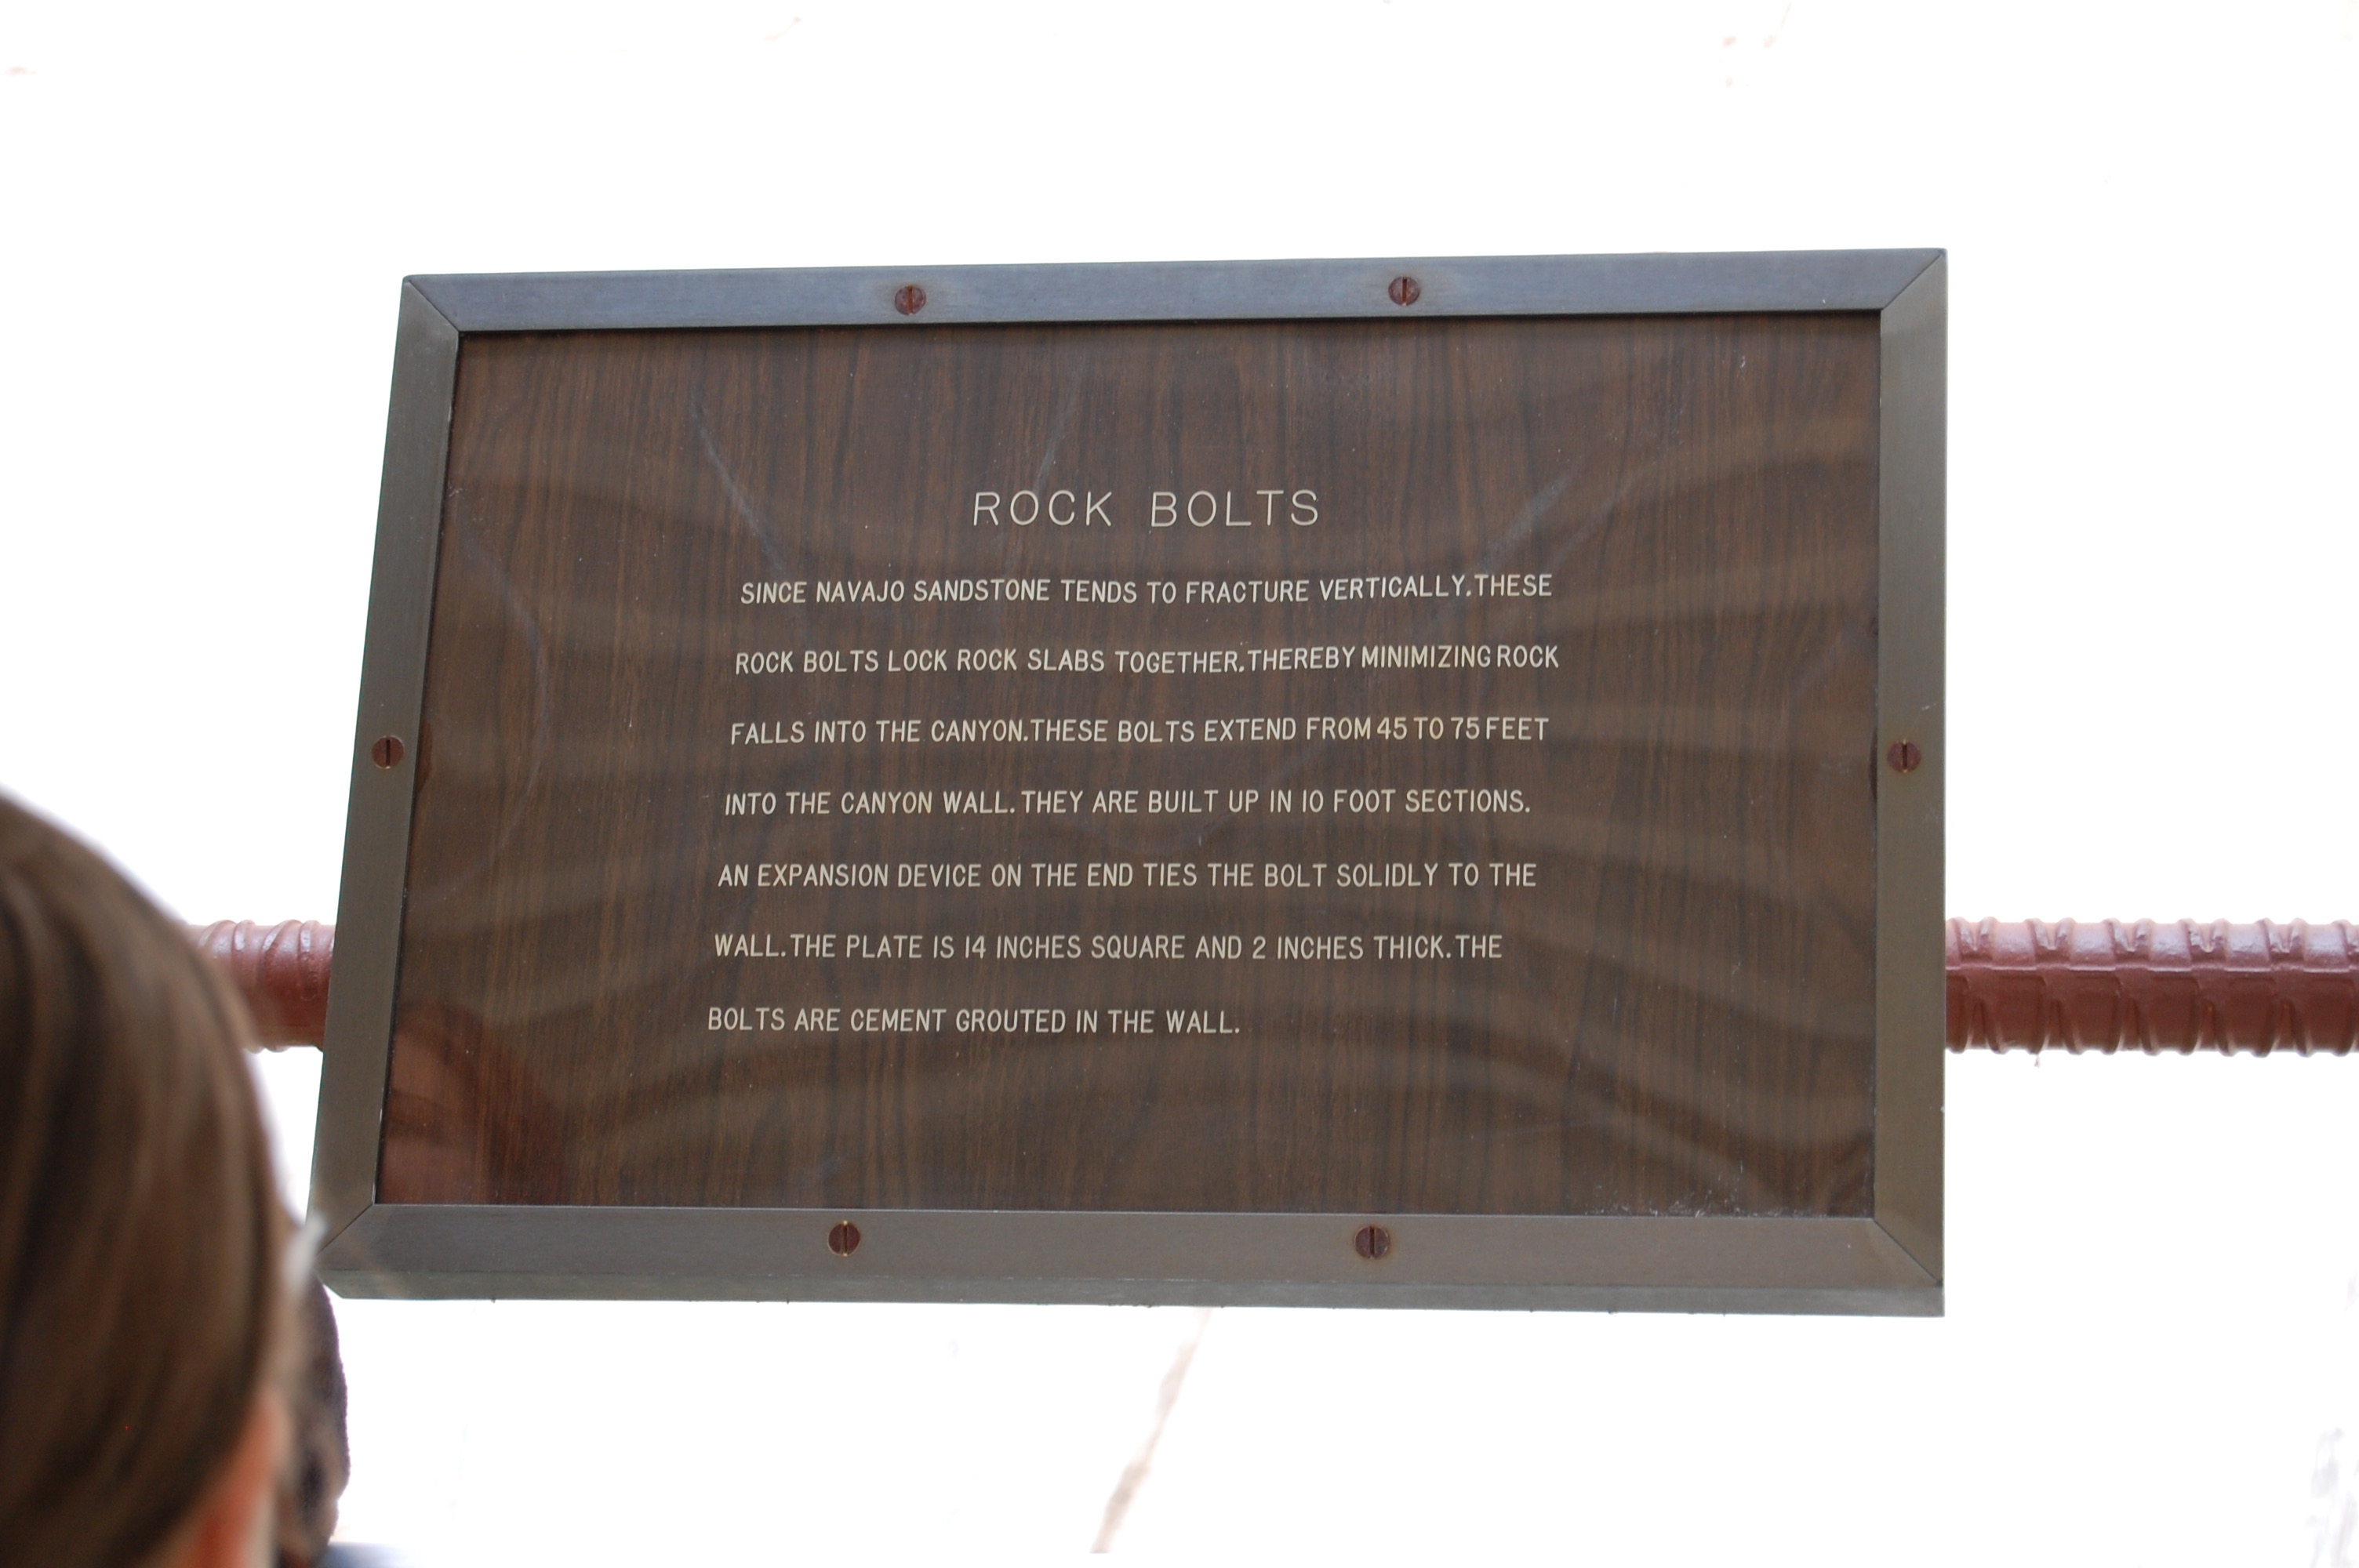 ROCK BOLTS
SINCE NAVAJO SANDSTONE TENDS TO FRACTURE VERTICALLY.THESE
ROCK BOLTS LOCK ROCK SLABS TOGETHER.THEREBY MINIMIZING ROCK
FALLS INTO THE CANYON.THESE BOLTS EXTEND FROM 45 TO 75 FEET
INTO THE CANYON WALL.THEY ARE BUILT UP IN 10 FOOT SECTIONS.
AN EXPANSION DEVICE ON THE END TIES THE BOLT SOLIDLY TO THE
WALL.THE PLATE IS 14 INCHES SQUARE AND 2 INCHES THICK.THE
BOLTS ARE CEMENT GROUTED IN THE WALL.